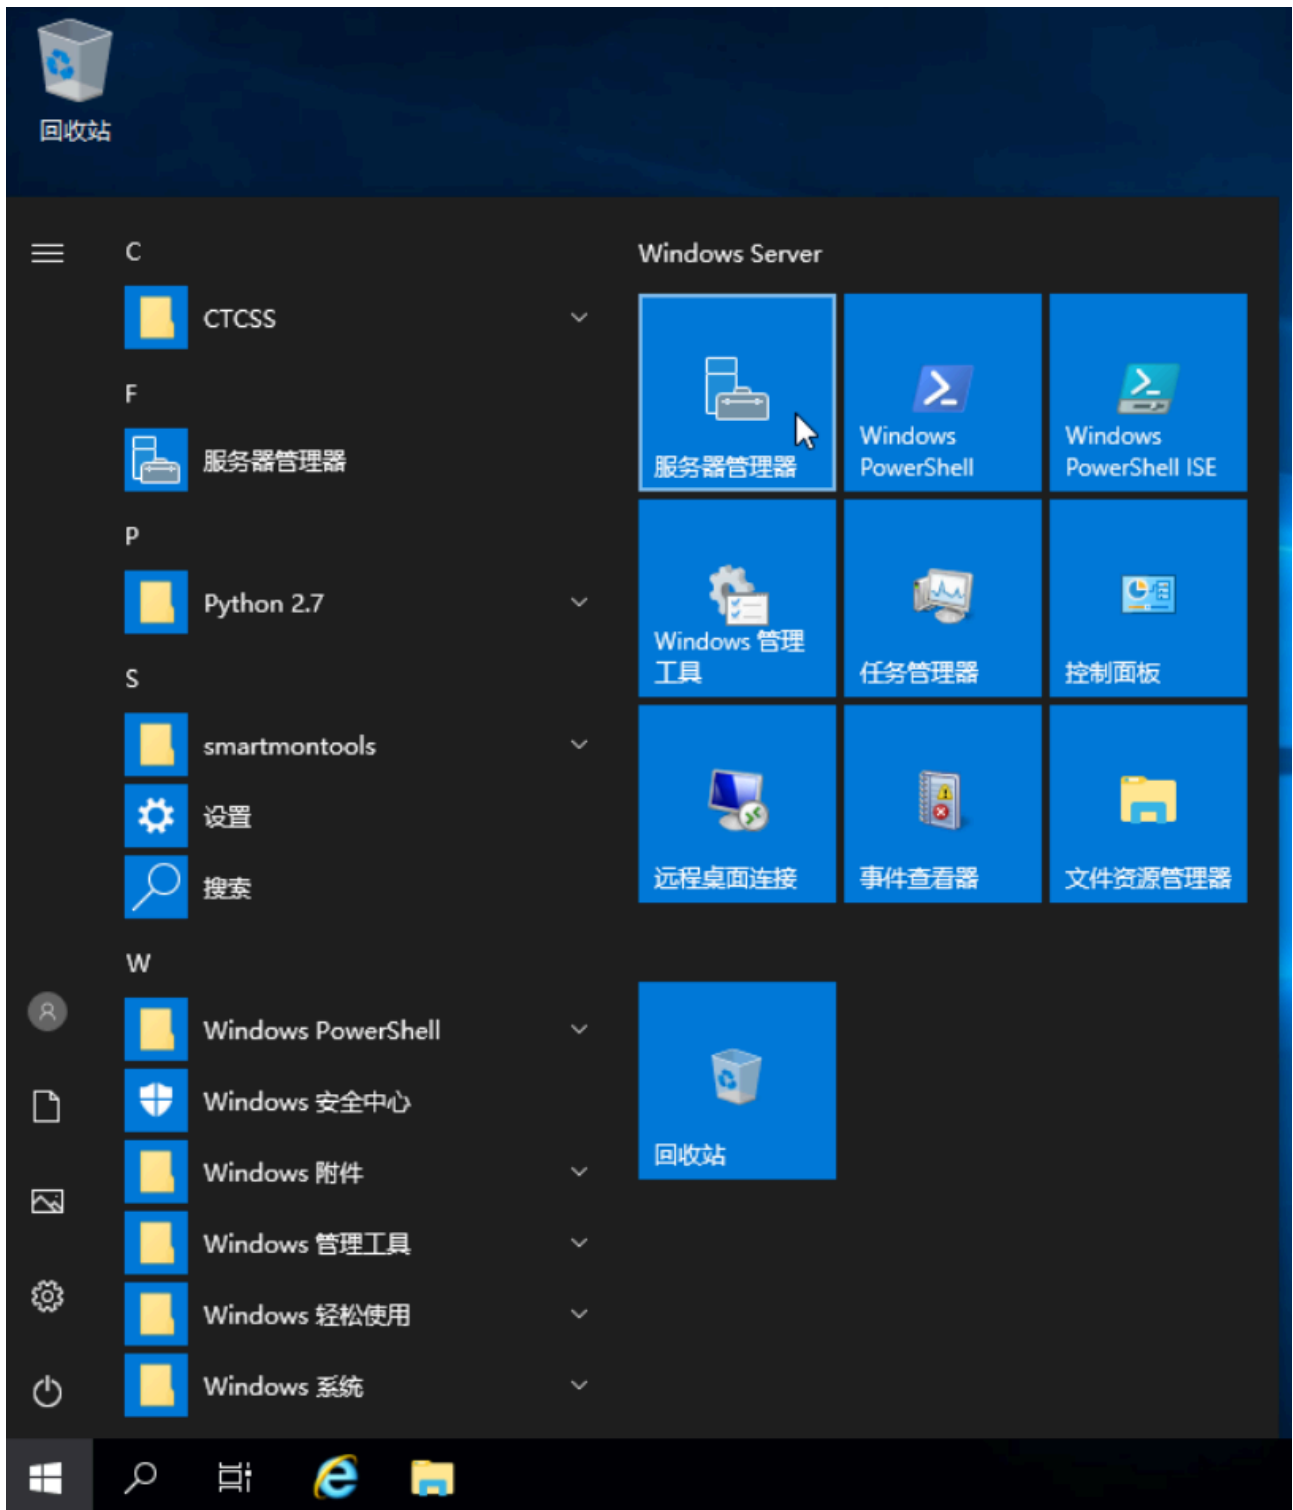 回收站
C
CTCSS
F
服务器管理器
P
Python 2.7
S
smartmontools
设置
搜索
W
Windows PowerShell
Windows 安全中心
Windows 附件
Windows 管理工具
Windows 轻松使用
Windows 系统
Windows Server
服务器管理器
Windows
PowerShell
Windows
PowerShell ISE
Windows 管理
工具
任务管理器
控制面板
远程桌面连接
事件查看器
文件资源管理器
回收站